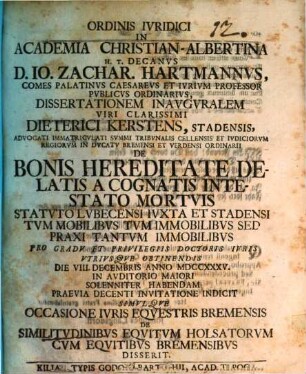 12.
ORDINIS IVRIDICI
IN
ACADEMIA CHRISTIAN-ALBERTINA
H. T. DECANVS
D. IO. ZACHAR. HARTMANNVS,
COMES PALATINVS CAESAREVS ET IVRIVM PROFESSOR
PVBLICVS ORDINARIVS,
DISSERTATIONEM INAVGVRALEM
VIRI CLARISSIMI
DIETERICI KERSTENS, STADENSIS,
ADVOCATI IMMATRICVLATI SVMMI TRIBVNALIS CELLENSIS ET IVDICIORVM
REGIORVM IN DVCATV BREMENSI ET VERDENSI ORDINARII
DE
BONIS HEREDITATE DE-
LATIS A COGNATIS INTE-
STATO MORTVIS
STATVTO LVBECENSI IVXTA ET STADENSI
TVM MOBILIBVS TVM IMMOBILIBVS SED
PRAXI TANTVM IMMOBILIBVS
PRO GRADV ET PRIVILEGIIS DOCTORIS IVRIS
VTRIVSQVE OBTINENDIS
DIE VIII DECEMBRIS ANNO MDCCXXXV.
IN AUDITORIO MAIORI
SOLENNITER HABENDAM
PRAEVIA DECENTI INVITATIONE INDICIT
SIMVLQVE
OCCASIONE IVRIS EQVESTRIS BREMENSIS
DE
SIMILITVDINIBVS EQVITVM HOLSATORVM
CVM EQVITIBVS BREMENSIBVS
DISSERIT.
TYPIS ACAD.